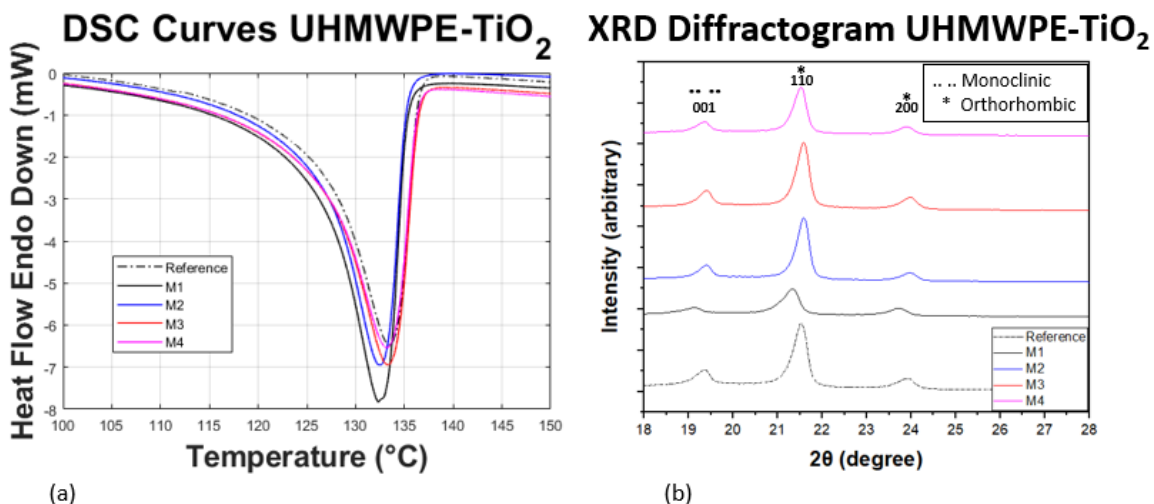 DSC Curves UHMWPE-TiO2
Heat Flow Endo Down (mW)
0
-1
-2
-3
-4
-5
-6
-7
-8
Reference
M1
M2
M3
M4
100 105 110 115 120 125 130 135 140 145 150
Temperature (°C)
(a)
XRD Diffractogram UHMWPE-TiO2
Intensity (arbitrary)
.. .. Monoclinic
* Orthorhombic
.. ..
001
*
110
*
200
Reference
M1
M2
M3
M4
18 19 20 21 22 23 24 25 26 27 28
2θ (degree)
(b)